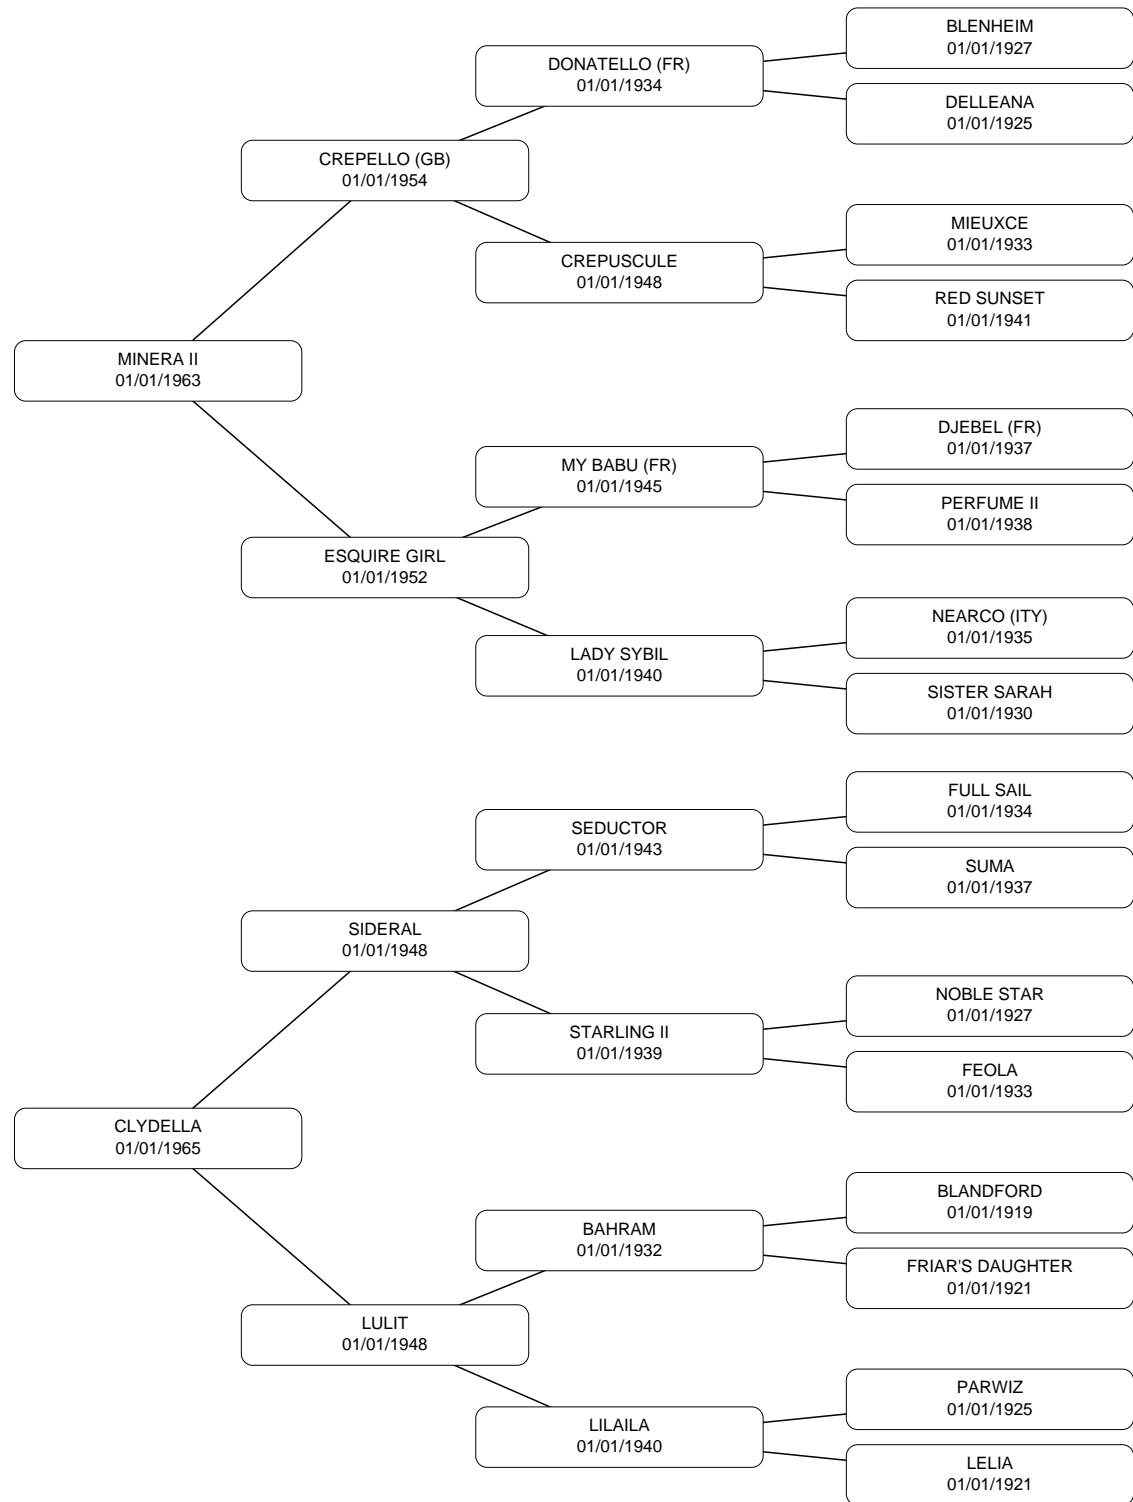 BLENHEIM
01/01/1927
DONATELLO (FR)
01/01/1934
DELLEANA
01/01/1925
CREPELLO (GB)
01/01/1954
MIEUXCE
01/01/1933
CREPUSCULE
01/01/1948
RED SUNSET
01/01/1941
MINERA II
01/01/1963
DJEBEL (FR)
01/01/1937
MY BABU (FR)
01/01/1945
PERFUME II
01/01/1938
ESQUIRE GIRL
01/01/1952
NEARCO (ITY)
01/01/1935
LADY SYBIL
01/01/1940
SISTER SARAH
01/01/1930
FULL SAIL
01/01/1934
SEDUCTOR
01/01/1943
SUMA
01/01/1937
SIDERAL
01/01/1948
NOBLE STAR
01/01/1927
STARLING II
01/01/1939
FEOLA
01/01/1933
CLYDELLA
01/01/1965
BLANDFORD
01/01/1919
BAHRAM
01/01/1932
FRIAR'S DAUGHTER
01/01/1921
LULIT
01/01/1948
PARWIZ
01/01/1925
LILAILA
01/01/1940
LELIA
01/01/1921